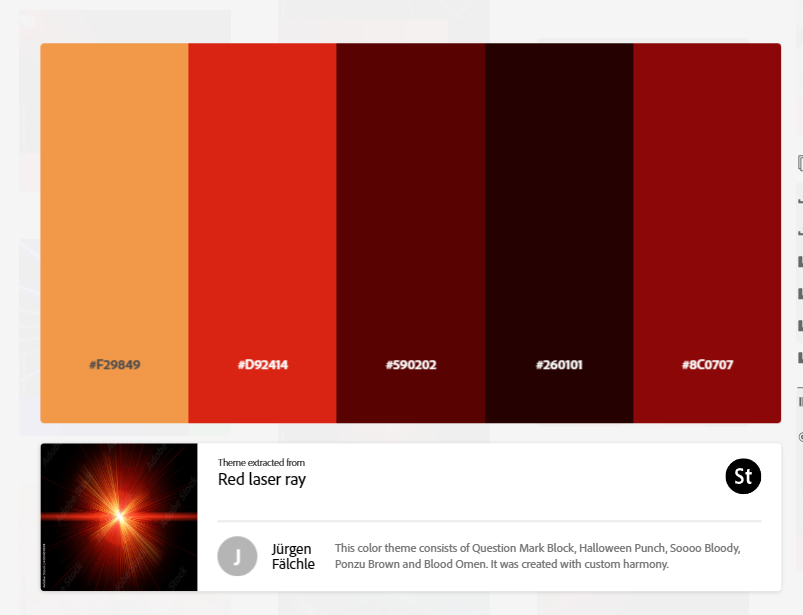 #F29849
#D92414
#590202
#260101
#8C0707
Theme extracted from
Red laser ray
St
J
Jürgen
Fälchle
This color theme consists of Question Mark Block, Halloween Punch, Soooo Bloody,
Ponzu Brown and Blood Omen. It was created with custom harmony.